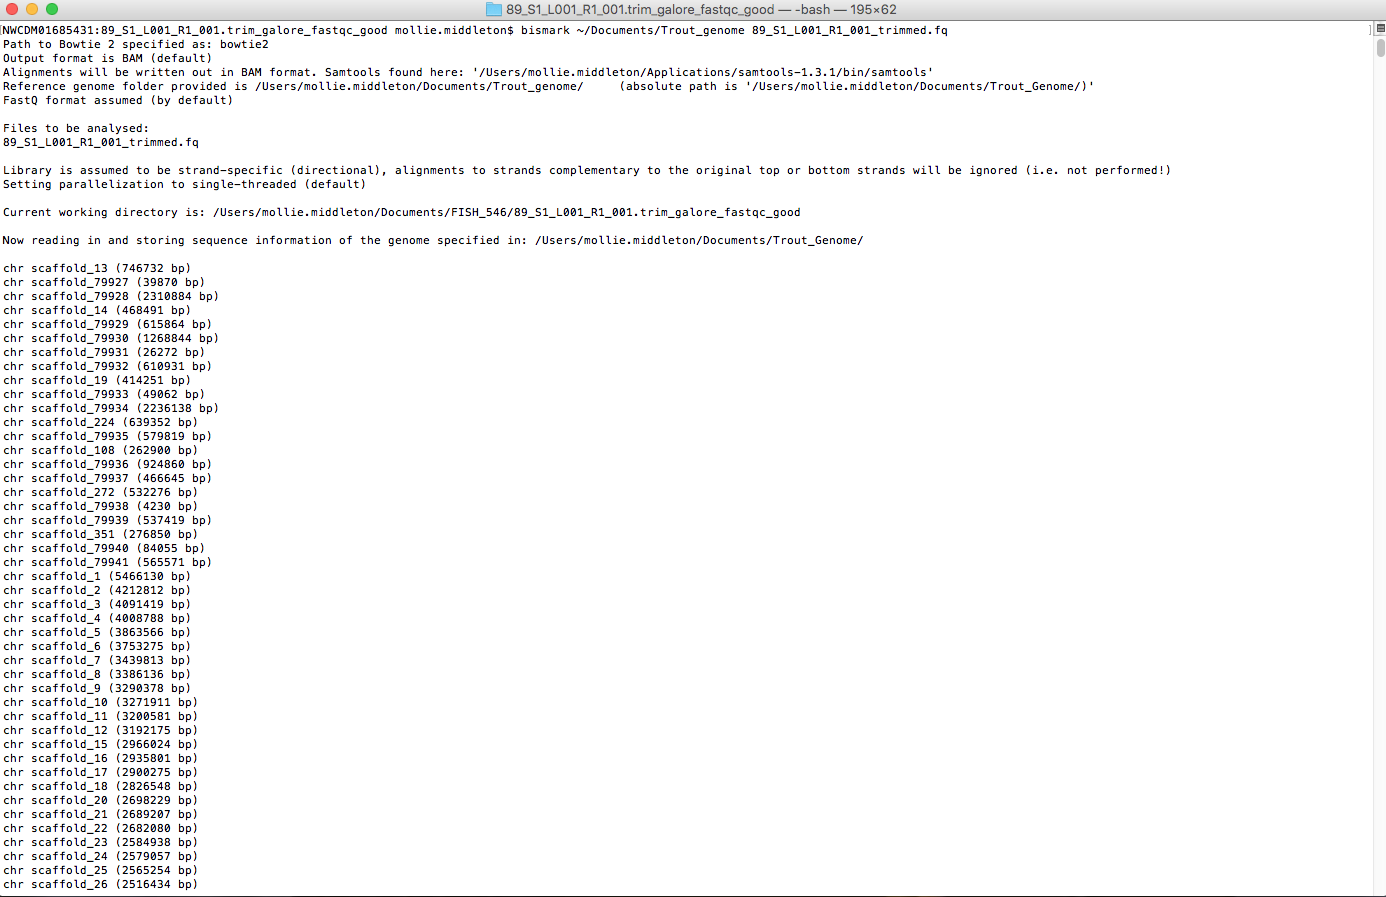 89_S1_L001_R1_001.trim_galore_fastqc_good — -bash — 195×62
[NWCDM01685431:89_S1_L001_R1_001.trim_galore_fastqc_good mollie.middleton$ bismark ~/Documents/Trout_genome 89_S1_L001_R1_001_trimmed.fq ]
Path to Bowtie 2 specified as: bowtie2
Output format is BAM (default)
Alignments will be written out in BAM format. Samtools found here: '/Users/mollie.middleton/Applications/samtools-1.3.1/bin/samtools'
Reference genome folder provided is /Users/mollie.middleton/Documents/Trout_genome/     (absolute path is '/Users/mollie.middleton/Documents/Trout_Genome/)'
FastQ format assumed (by default)
Files to be analysed:
89_S1_L001_R1_001_trimmed.fq
Library is assumed to be strand-specific (directional), alignments to strands complementary to the original top or bottom strands will be ignored (i.e. not performed!)
Setting parallelization to single-threaded (default)
Current working directory is: /Users/mollie.middleton/Documents/FISH_546/89_S1_L001_R1_001.trim_galore_fastqc_good
Now reading in and storing sequence information of the genome specified in: /Users/mollie.middleton/Documents/Trout_Genome/
chr scaffold_13 (746732 bp)
chr scaffold_79927 (39870 bp)
chr scaffold_79928 (2310884 bp)
chr scaffold_14 (468491 bp)
chr scaffold_79929 (615864 bp)
chr scaffold_79930 (1268844 bp)
chr scaffold_79931 (26272 bp)
chr scaffold_79932 (610931 bp)
chr scaffold_19 (414251 bp)
chr scaffold_79933 (49062 bp)
chr scaffold_79934 (2236138 bp)
chr scaffold_224 (639352 bp)
chr scaffold_79935 (579819 bp)
chr scaffold_108 (262900 bp)
chr scaffold_79936 (924860 bp)
chr scaffold_79937 (466645 bp)
chr scaffold_272 (532276 bp)
chr scaffold_79938 (4230 bp)
chr scaffold_79939 (537419 bp)
chr scaffold_351 (276850 bp)
chr scaffold_79940 (84055 bp)
chr scaffold_79941 (565571 bp)
chr scaffold_1 (5466130 bp)
chr scaffold_2 (4212812 bp)
chr scaffold_3 (4091419 bp)
chr scaffold_4 (4008788 bp)
chr scaffold_5 (3863566 bp)
chr scaffold_6 (3753275 bp)
chr scaffold_7 (3439813 bp)
chr scaffold_8 (3386136 bp)
chr scaffold_9 (3290378 bp)
chr scaffold_10 (3271911 bp)
chr scaffold_11 (3200581 bp)
chr scaffold_12 (3192175 bp)
chr scaffold_15 (2966024 bp)
chr scaffold_16 (2935801 bp)
chr scaffold_17 (2900275 bp)
chr scaffold_18 (2826548 bp)
chr scaffold_20 (2698229 bp)
chr scaffold_21 (2689207 bp)
chr scaffold_22 (2682080 bp)
chr scaffold_23 (2584938 bp)
chr scaffold_24 (2579057 bp)
chr scaffold_25 (2565254 bp)
chr scaffold_26 (2516434 bp)